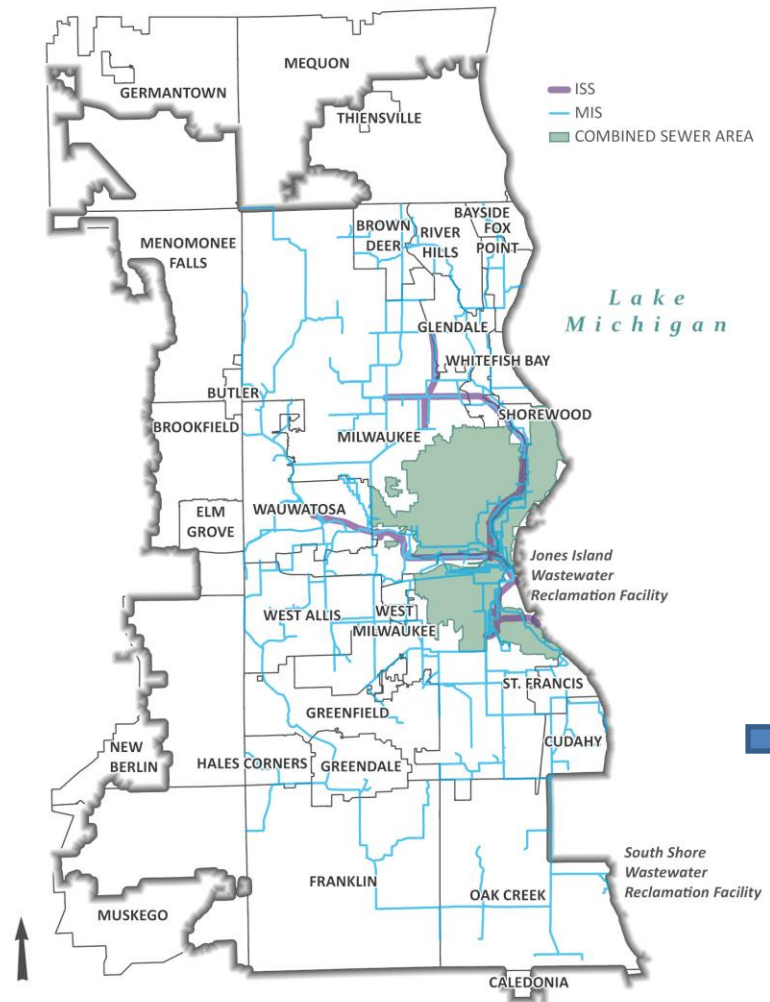 MEQUON
GERMANTOWN
THIENSVILLE
ISS
MIS
COMBINED SEWER AREA
BAYSIDE
FOX
POINT
BROWN
DEER
RIVER
HILLS
MENOMONEE
FALLS
Lake
Michigan
GLENDALE
WHITEFISH BAY
BUTLER
SHOREWOOD
BROOKFIELD
MILWAUKEE
ELM
GROVE
WAUWATOSA
Jones Island
Wastewater
Reclamation Facility
WEST ALLIS
WEST
MILWAUKEE
ST. FRANCIS
GREENFIELD
CUDAHY
NEW
BERLIN
HALES CORNERS
GREENDALE
South Shore
Wastewater
Reclamation Facility
FRANKLIN
OAK CREEK
MUSKEGO
CALEDONIA